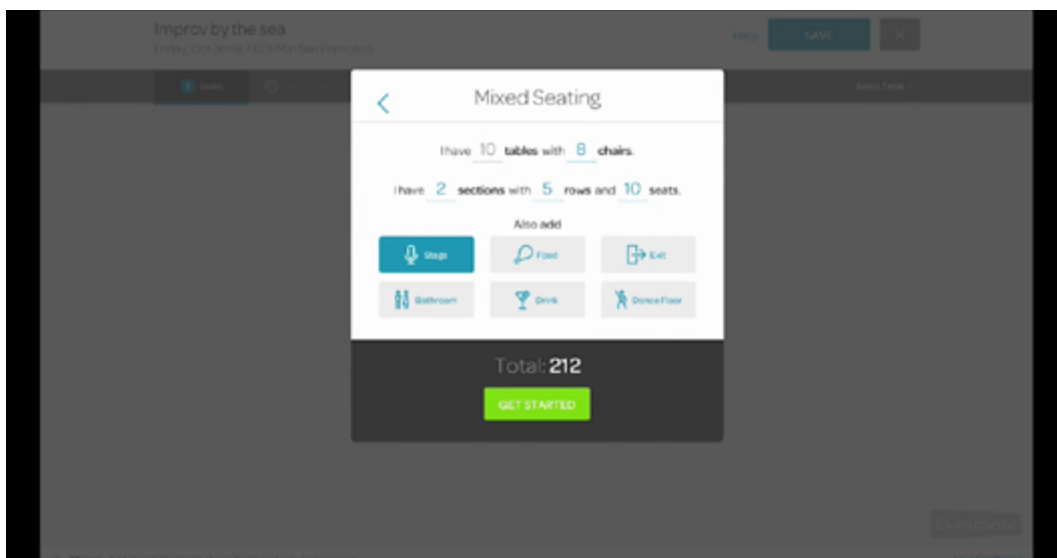 Improv by the sea
Help
SAVE
Mixed Seating
I have 10 tables with 8 chairs.
I have 2 sections with 5 rows and 10 seats.
Also add
Stage
Food
Exit
Bathroom
Drink
Dance Floor
Total: 212
GET STARTED
Eventbrite